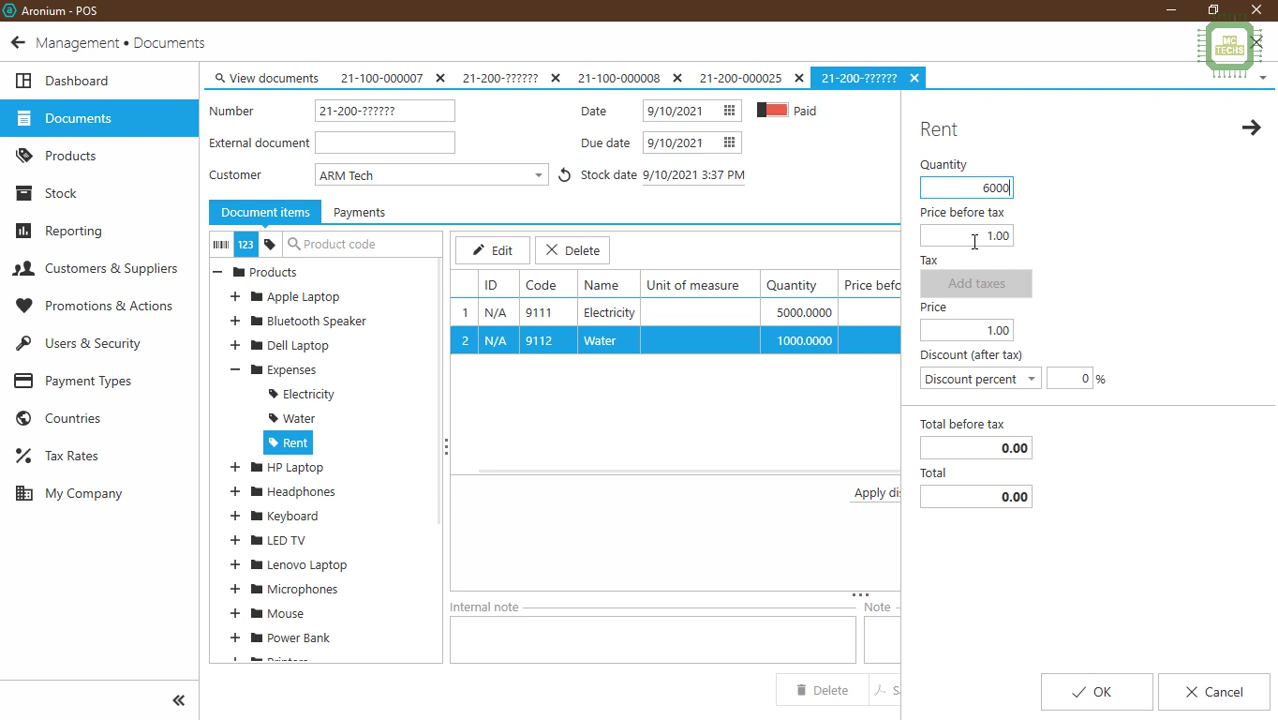 Aronium - POS
Management • Documents
MC
TECHS
Dashboard
Documents
Products
Stock
Reporting
Customers & Suppliers
Promotions & Actions
Users & Security
Payment Types
Countries
Tax Rates
My Company
View documents
21-100-000007
21-200-??????
21-100-000008
21-200-000025
21-200-??????
Number
21-200-??????
Date
9/10/2021
Paid
External document
Due date
9/10/2021
Customer
ARM Tech
Stock date
9/10/2021 3:37 PM
Document items
Payments
123
Product code
Edit
Delete
Products
Apple Laptop
Bluetooth Speaker
Dell Laptop
Expenses
Electricity
Water
Rent
HP Laptop
Headphones
Keyboard
LED TV
Lenovo Laptop
Microphones
Mouse
Power Bank
ID Code Name Unit of measure Quantity Price befo
1 N/A 9111 Electricity 5000.0000
2 N/A 9112 Water 1000.0000
Apply dis
Internal note
Note
Delete
Rent
Quantity
6000
Price before tax
1.00
Tax
Add taxes
Price
1.00
Discount (after tax)
Discount percent
0 %
Total before tax
0.00
Total
0.00
OK
Cancel